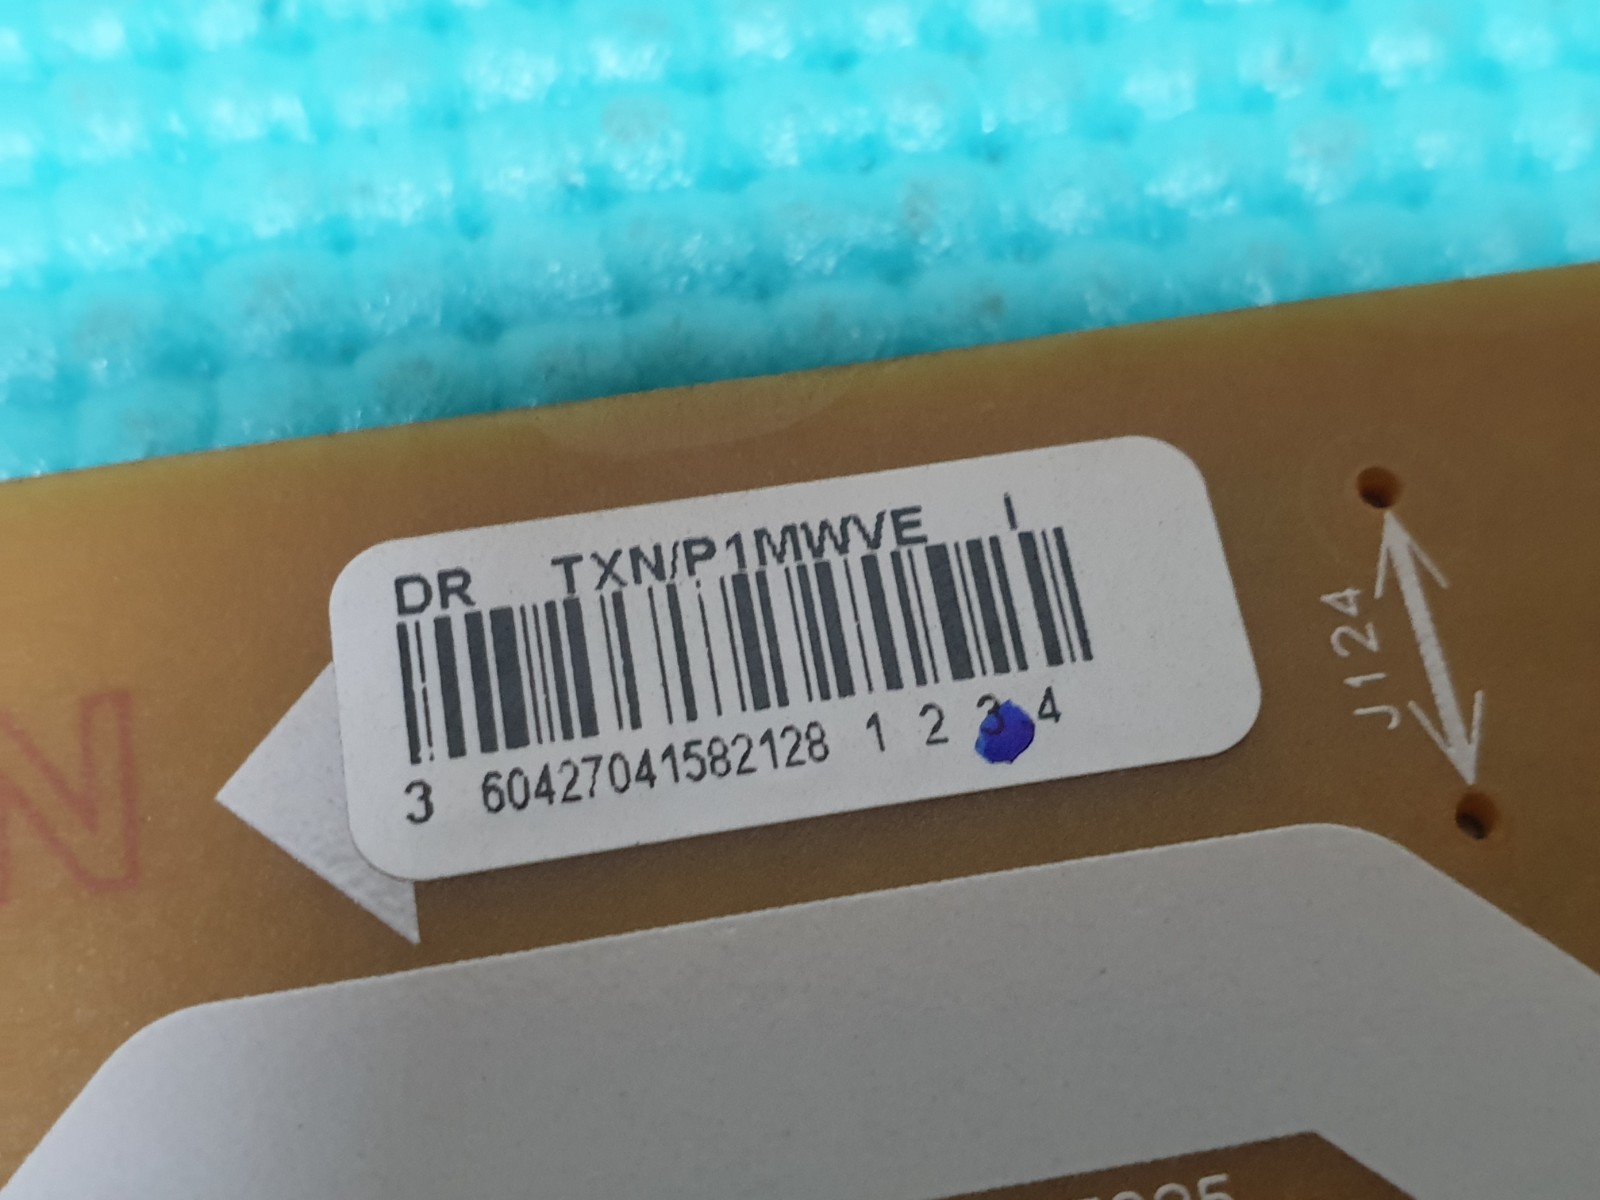 DR TXN/P1MWVE I
3 60427041582128 1 2 3 4
J124